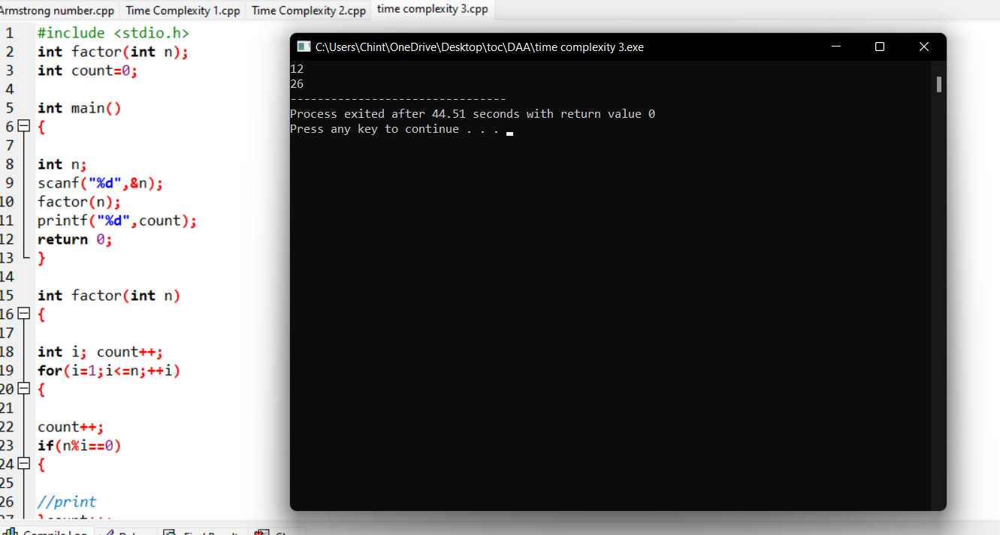 Armstrong number.cpp Time Complexity 1.cpp Time Complexity 2.cpp time complexity 3.cpp
1 #include <stdio.h>
2 int factor(int n);
3 int count=0;
4
5 int main()
6 {
7
8 int n;
9 scanf("%d",&n);
10 factor(n);
11 printf("%d",count);
12 return 0;
13 }
14
15 int factor(int n)
16 {
17
18 int i; count++;
19 for(i=1;i<=n;++i)
20 {
21
22 count++;
23 if(n%i==0)
24 {
25
26 //print
C:\Users\Chint\OneDrive\Desktop\toc\DAA\time complexity 3.exe
12
26
--------------------------------
Process exited after 44.51 seconds with return value 0
Press any key to continue . . .